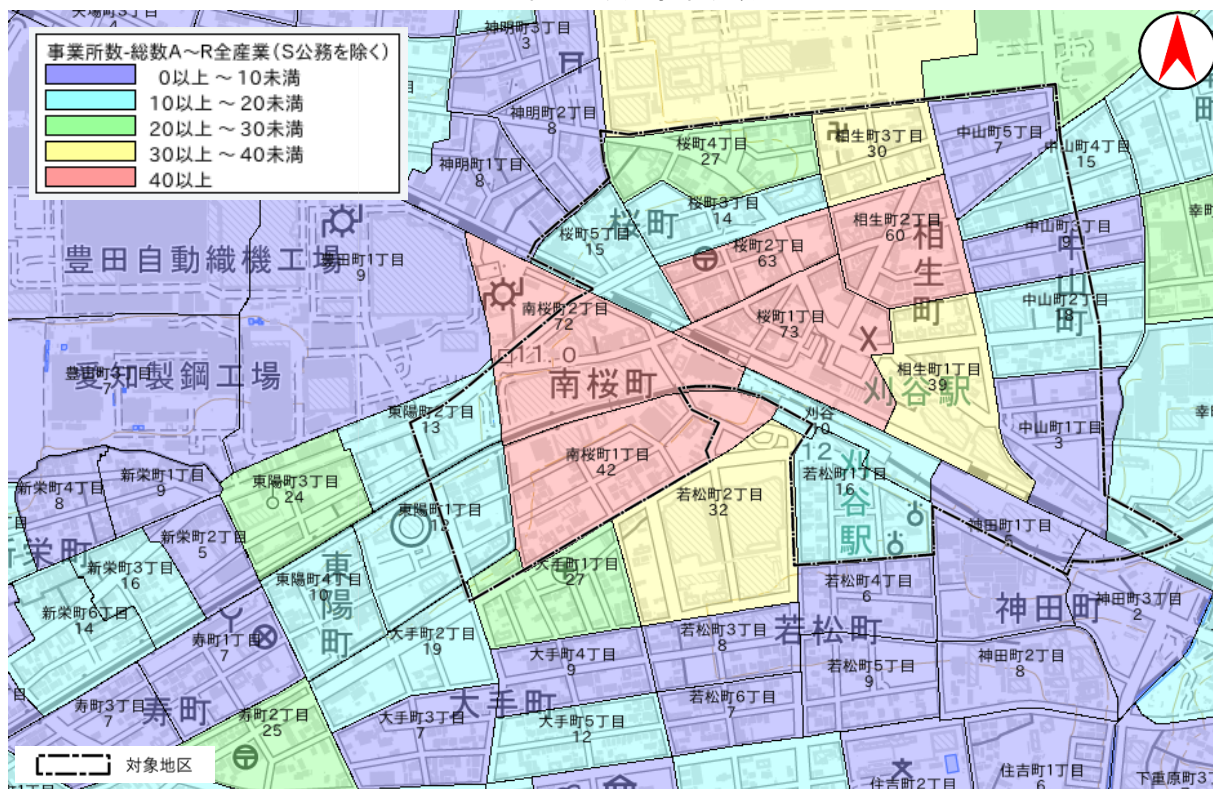 事業所数-総数A～R全産業(S公務を除く)
0以上 ～ 10未満
10以上 ～ 20未満
20以上 ～ 30未満
30以上 ～ 40未満
40以上
神明町3丁目
3
神明町2丁目
8
神明町1丁目
8
桜町4丁目
27
相生町3丁目
30
中山町5丁目
7
中山町4丁目
15
桜町3丁目
14
桜町
桜町5丁目
15
桜町2丁目
63
相生町2丁目
60
相生町
中山町3丁目
9
中山町
中山町2丁目
18
幸町
豊田自動織機工場
豊田町1丁目
9
南桜町2丁目
72
11.0
桜町1丁目
73
相生町1丁目
39
刈谷駅
愛知製鋼工場
7
南桜町
東陽町2丁目
13
中山町1丁目
3
幸町
刈谷
10
12
南桜町1丁目
42
若松町2丁目
32
若松町1丁目
16
刈谷駅
新栄町1丁目
9
新栄町4丁目
8
東陽町3丁目
24
東陽町1丁目
12
新栄町2丁目
5
神田町1丁目
5
新栄町
新栄町3丁目
16
東陽町4丁目
10
東陽町
大手町1丁目
27
若松町4丁目
6
神田町
神田町3丁目
2
新栄町6丁目
14
寿町1丁目
7
大手町2丁目
19
若松町3丁目
8
若松町
大手町4丁目
9
若松町5丁目
9
神田町2丁目
8
寿町3丁目
7
寿町
寿町2丁目
25
大手町3丁目
7
大手町
大手町5丁目
12
若松町6丁目
7
対象地区
住吉町2丁目
住吉町1丁目
6
下重原町3丁